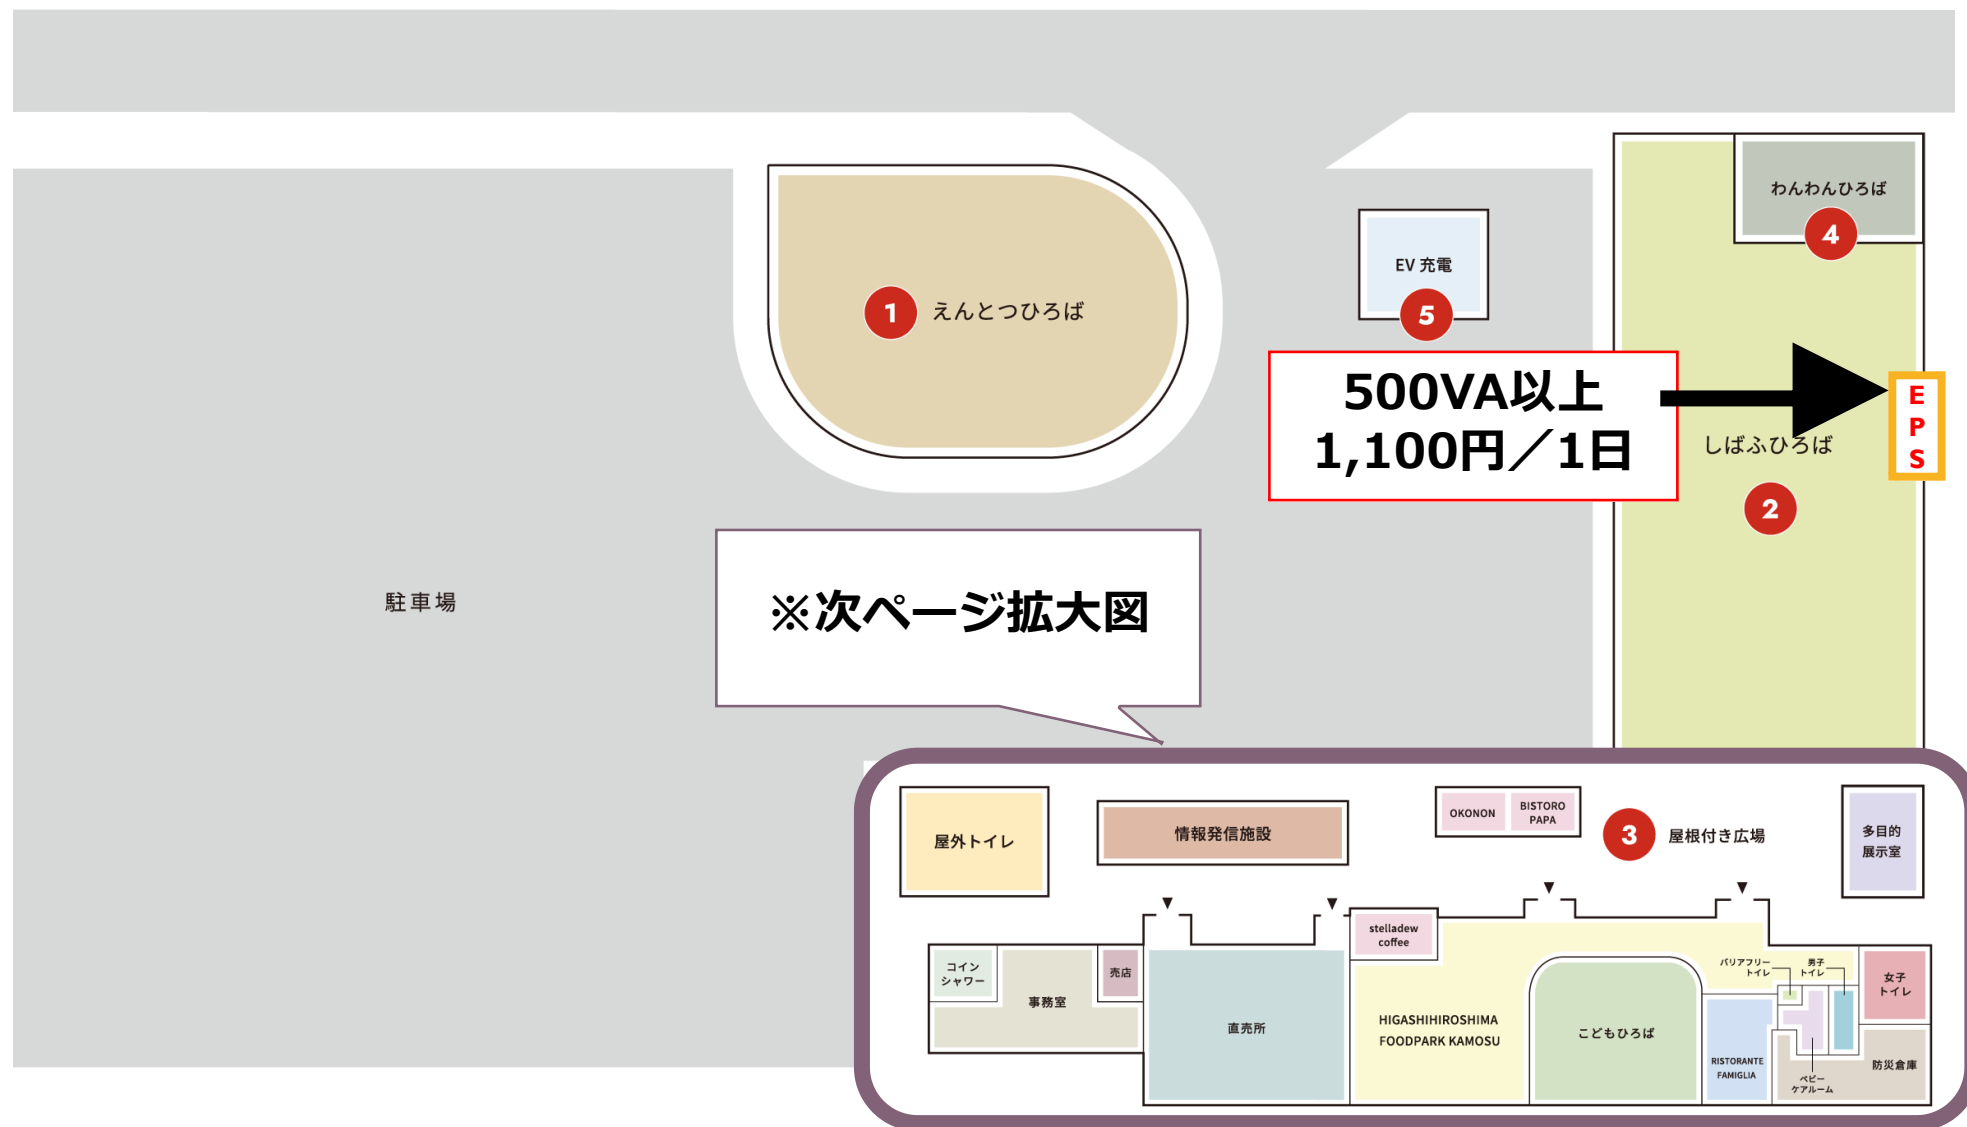 わんわんひろば
4
EV 充電
5
1
えんとつひろば
500VA以上
1,100円／1日
E
P
S
しばふひろば
2
※次ページ拡大図
駐車場
屋外トイレ
情報発信施設
OKONON
BISTORO
PAPA
3
屋根付き広場
多目的
展示室
stelladew
coffee
コイン
シャワー
事務室
売店
直売所
HIGASHIHIROSHIMA
FOODPARK KAMOSU
こどもひろば
バリアフリー
トイレ
男子
トイレ
女子
トイレ
RISTORANTE
FAMIGLIA
ベビー
ケアルーム
防災倉庫